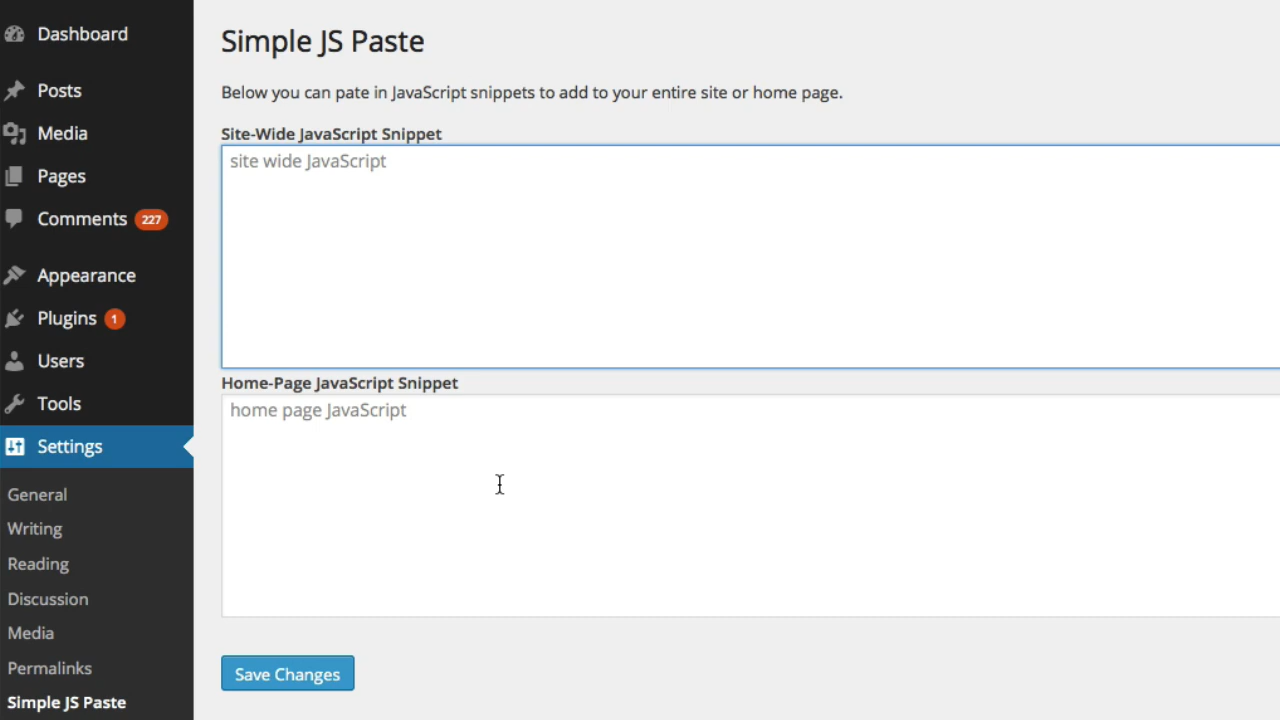 Dashboard
Posts
Media
Pages
Comments 227
Appearance
Plugins 1
Users
Tools
Settings
General
Writing
Reading
Discussion
Media
Permalinks
Simple JS Paste
Simple JS Paste
Below you can pate in JavaScript snippets to add to your entire site or home page.
Site-Wide JavaScript Snippet
site wide JavaScript
Home-Page JavaScript Snippet
home page JavaScript
Save Changes